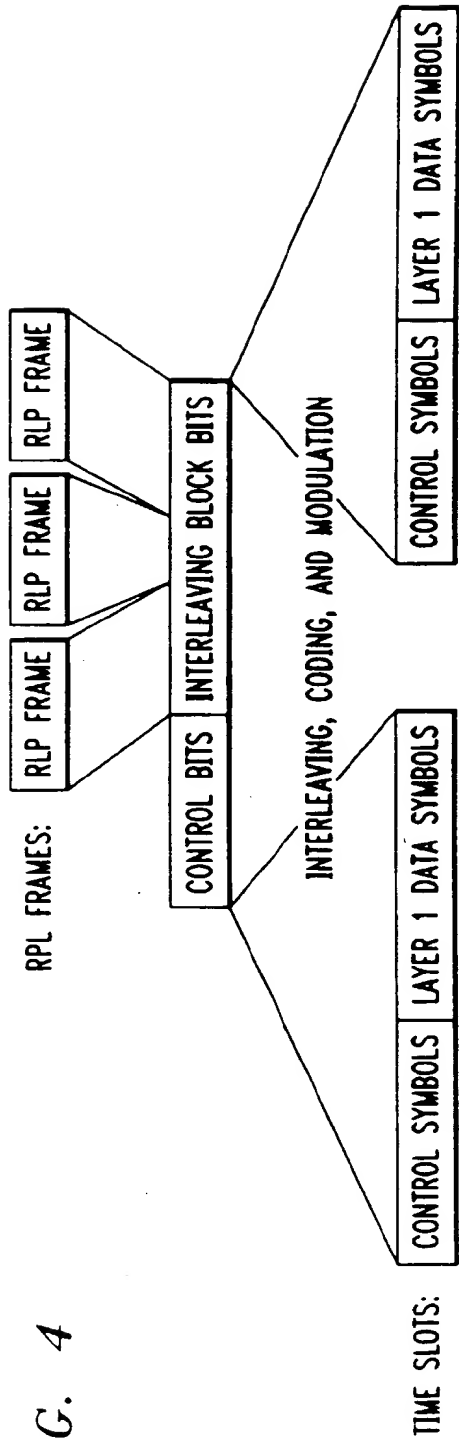 G. 4
RPL FRAMES:
RLP FRAME RLP FRAME RLP FRAME
CONTROL BITS INTERLEAVING BLOCK BITS
INTERLEAVING, CODING, AND MODULATION
TIME SLOTS:
CONTROL SYMBOLS LAYER 1 DATA SYMBOLS CONTROL SYMBOLS LAYER 1 DATA SYMBOLS